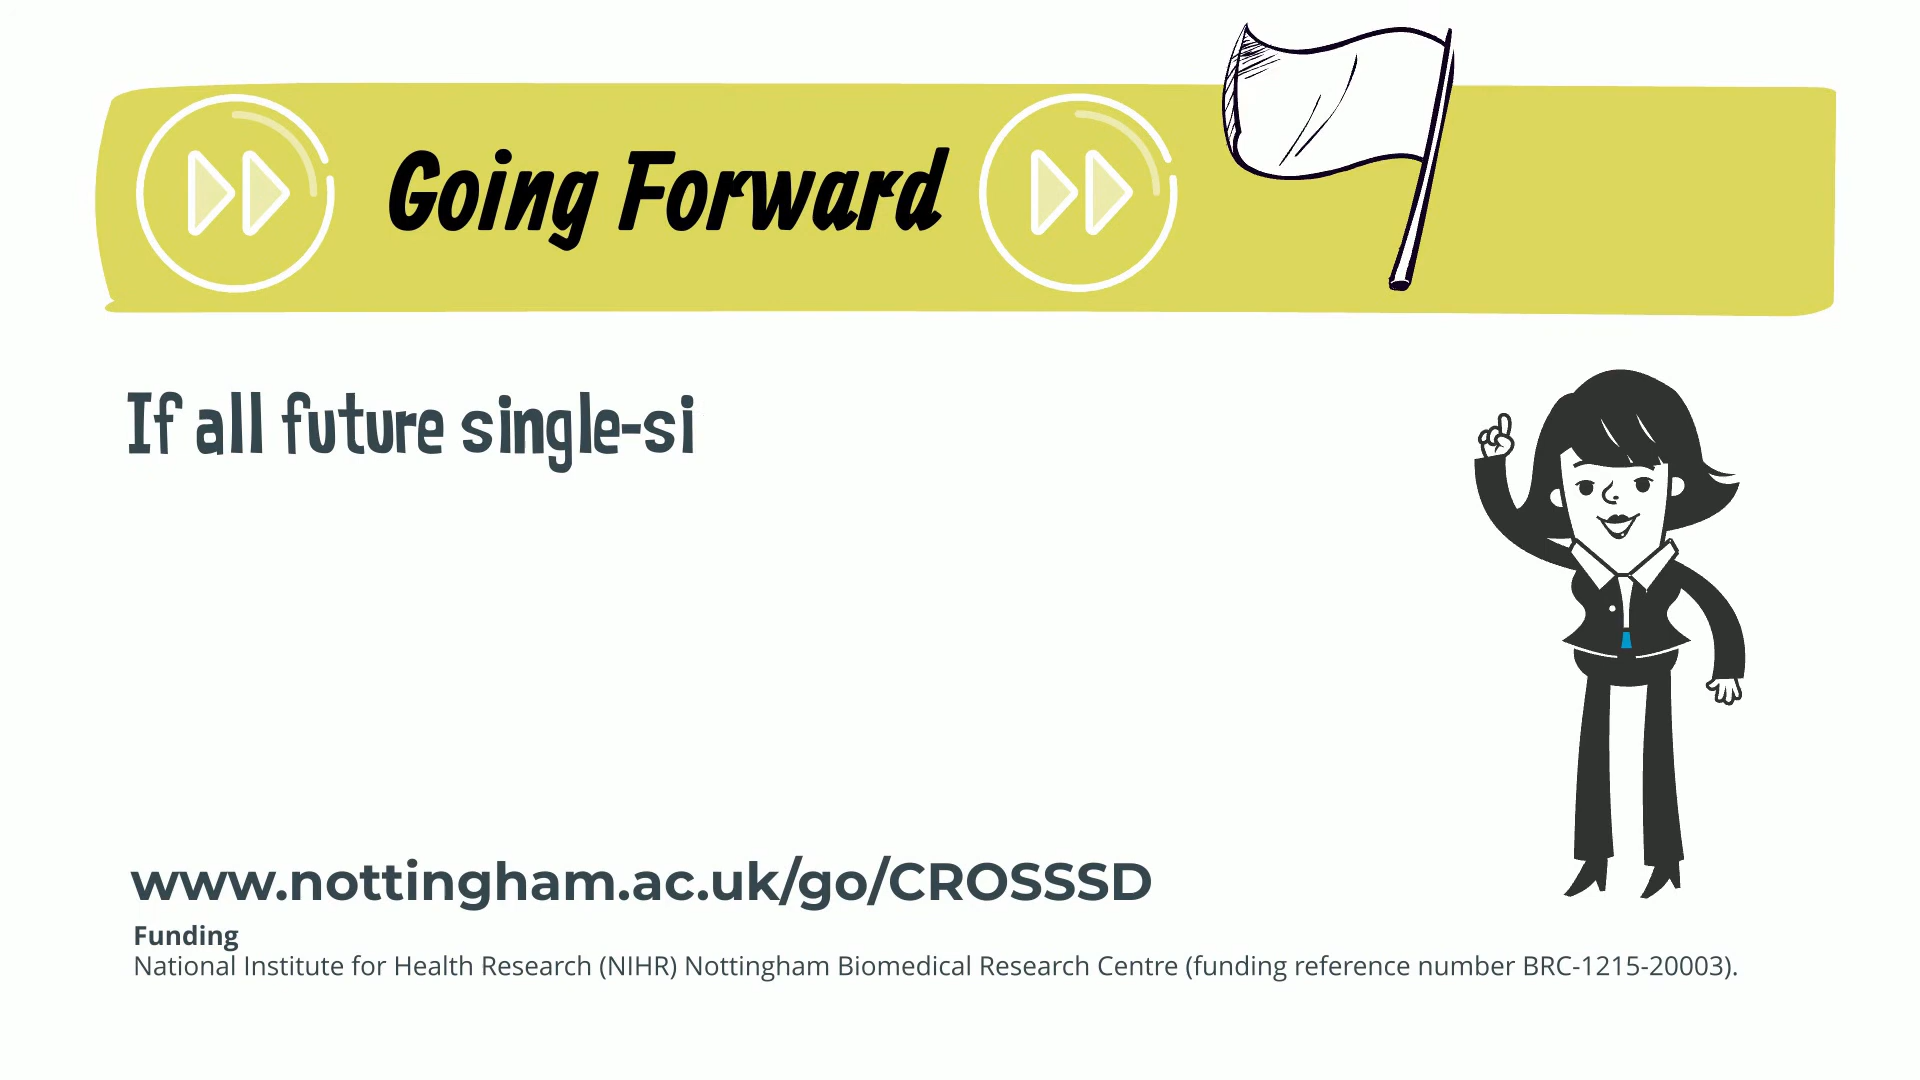 Going Forward
If all future single-si
www.nottingham.ac.uk/go/CROSSSD
Funding
National Institute for Health Research (NIHR) Nottingham Biomedical Research Centre (funding reference number BRC-1215-20003).